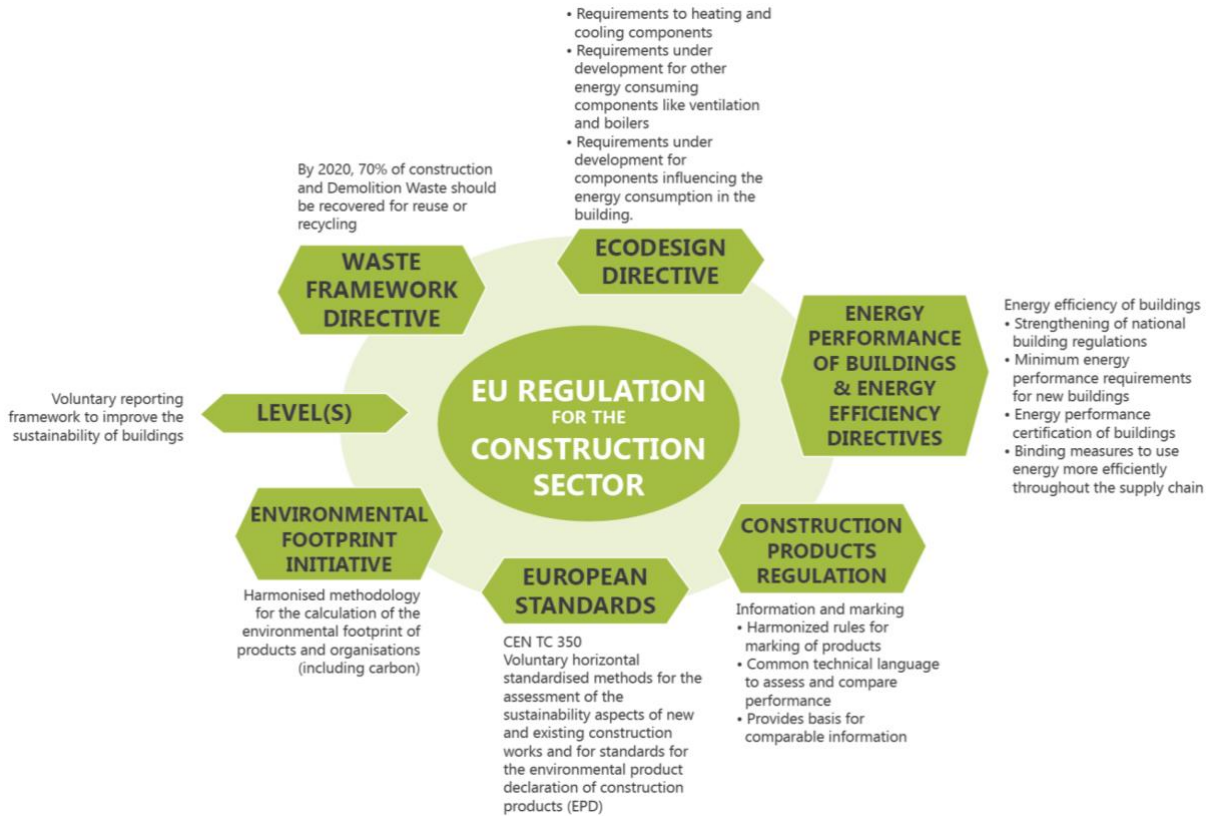 • Requirements to heating and
cooling components
• Requirements under
development for other
energy consuming
components like ventilation
and boilers
• Requirements under
development for
components influencing the
energy consumption in the
building.
ECODESIGN
DIRECTIVE
By 2020, 70% of construction
and Demolition Waste should
be recovered for reuse or
recycling
WASTE
FRAMEWORK
DIRECTIVE
ENERGY
PERFORMANCE
OF BUILDINGS
& ENERGY
EFFICIENCY
DIRECTIVES
Energy efficiency of buildings
• Strengthening of national
building regulations
• Minimum energy
performance requirements
for new buildings
• Energy performance
certification of buildings
• Binding measures to use
energy more efficiently
throughout the supply chain
EU REGULATION
FOR THE
CONSTRUCTION
SECTOR
Voluntary reporting
framework to improve the
sustainability of buildings
LEVEL(S)
ENVIRONMENTAL
FOOTPRINT
INITIATIVE
Harmonised methodology
for the calculation of the
environmental footprint of
products and organisations
(including carbon)
EUROPEAN
STANDARDS
CEN TC 350
Voluntary horizontal
standardised methods for the
assessment of the
sustainability aspects of new
and existing construction
works and for standards for
the environmental product
declaration of construction
products (EPD)
CONSTRUCTION
PRODUCTS
REGULATION
Information and marking
• Harmonized rules for
marking of products
• Common technical language
to assess and compare
performance
• Provides basis for
comparable information